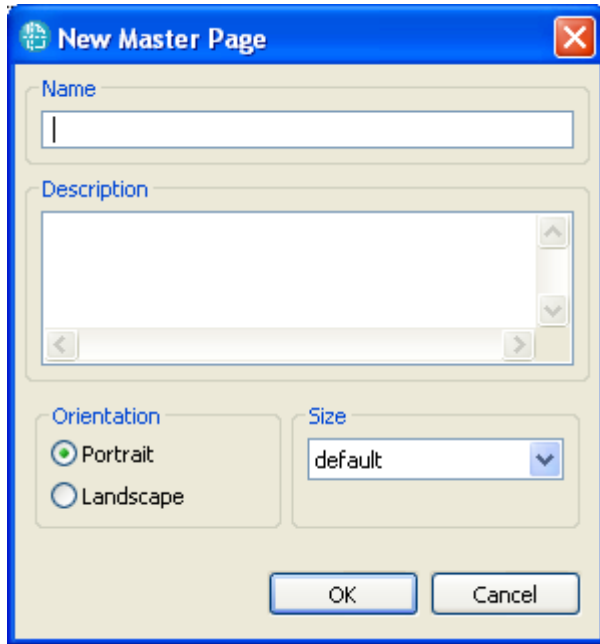 New Master Page
Name
Description
Orientation
Portrait
Landscape
Size
default
OK
Cancel